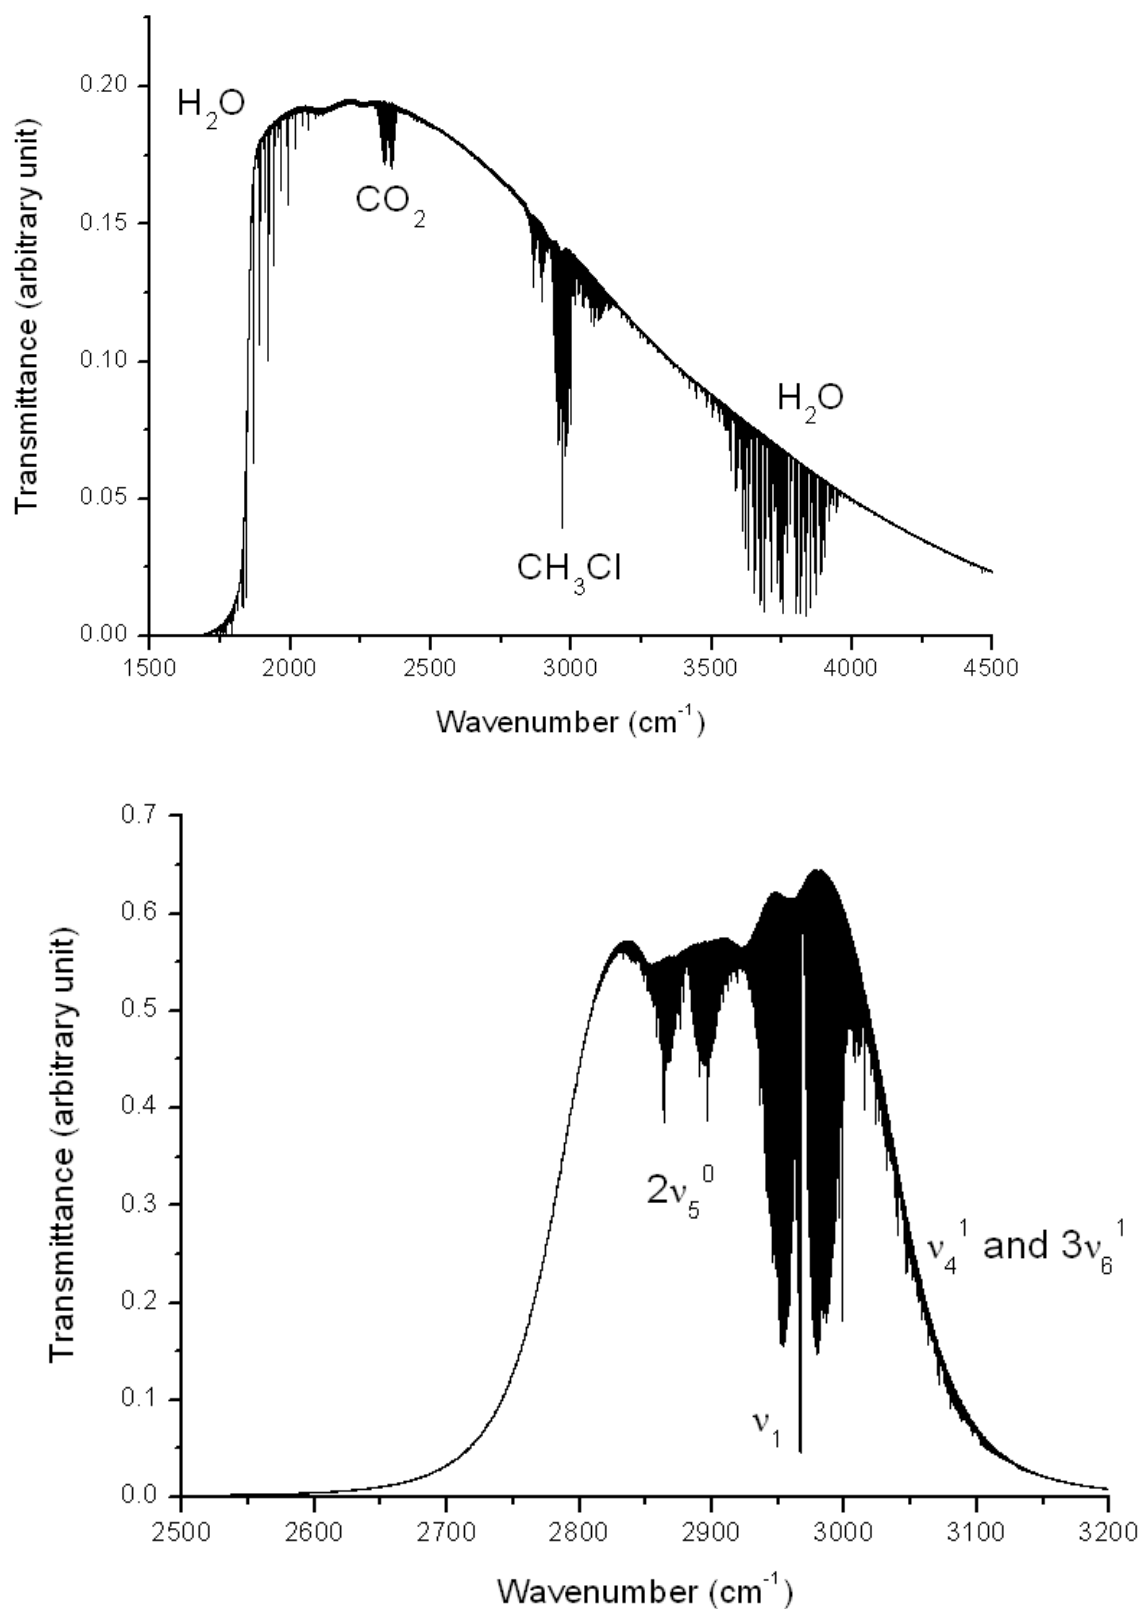 0.20
H₂O
CO₂
0.15
0.10
H₂O
0.05
CH₃Cl
0.00
Transmittance (arbitrary unit)
1500 2000 2500 3000 3500 4000 4500
Wavenumber (cm⁻¹)
0.7
0.6
0.5
0.4
2ν₅⁰
0.3
ν₄¹ and 3ν₆¹
0.2
0.1
ν₁
0.0
Transmittance (arbitrary unit)
2500 2600 2700 2800 2900 3000 3100 3200
Wavenumber (cm⁻¹)